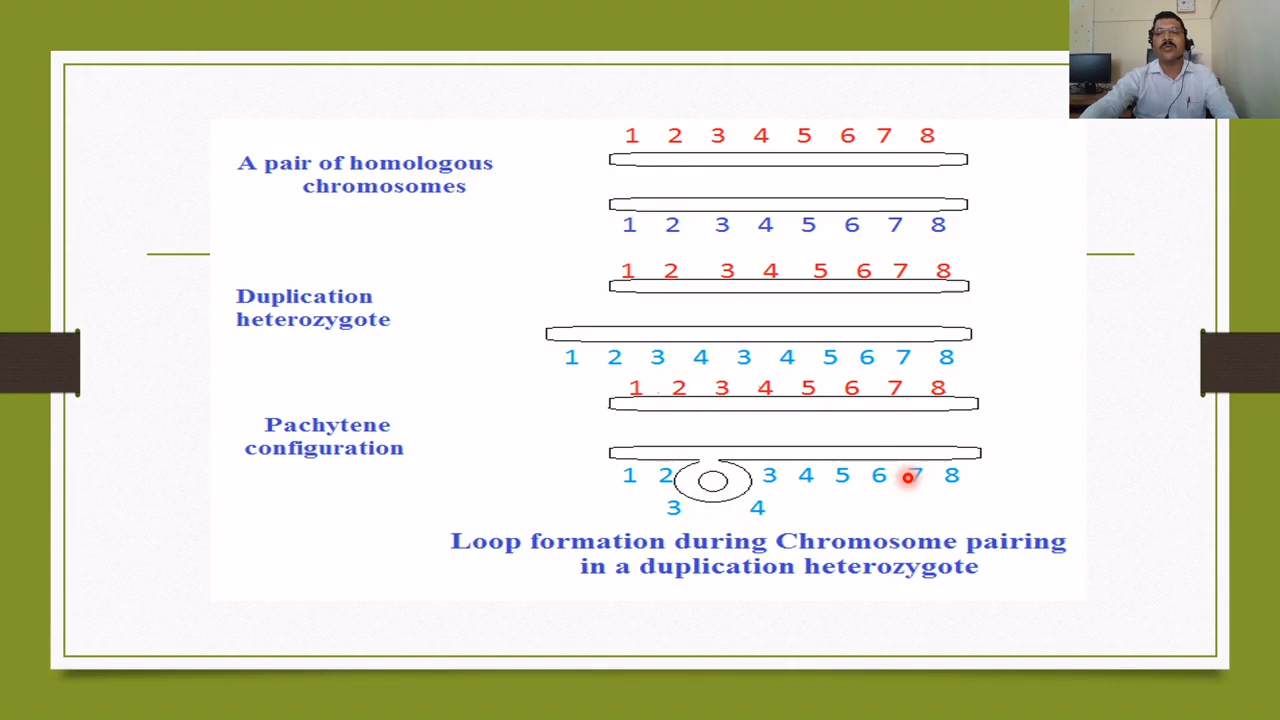 1 2 3 4 5 6 7 8
A pair of homologous
chromosomes
1 2 3 4 5 6 7 8
1 2 3 4 5 6 7 8
Duplication
heterozygote
1 2 3 4 3 4 5 6 7 8
1 2 3 4 5 6 7 8
Pachytene
configuration
1 2 3 4 5 6 7 8
3 4
Loop formation during Chromosome pairing
in a duplication heterozygote